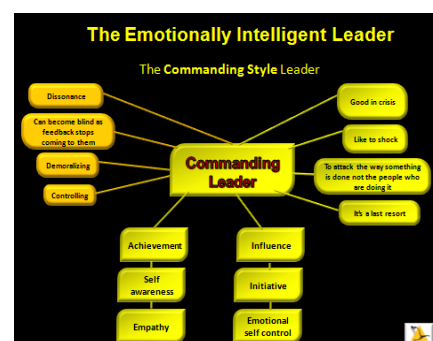 The Emotionally Intelligent Leader
The Commanding Style Leader
Dissonance
Can become blind as
feedback stops
coming to them
Demoralizing
Controlling
Commanding
Leader
Good in crisis
Like to shock
To attack the way something
is done not the people who
are doing it
It's a last resort
Achievement
Self
awareness
Empathy
Influence
Initiative
Emotional
self control